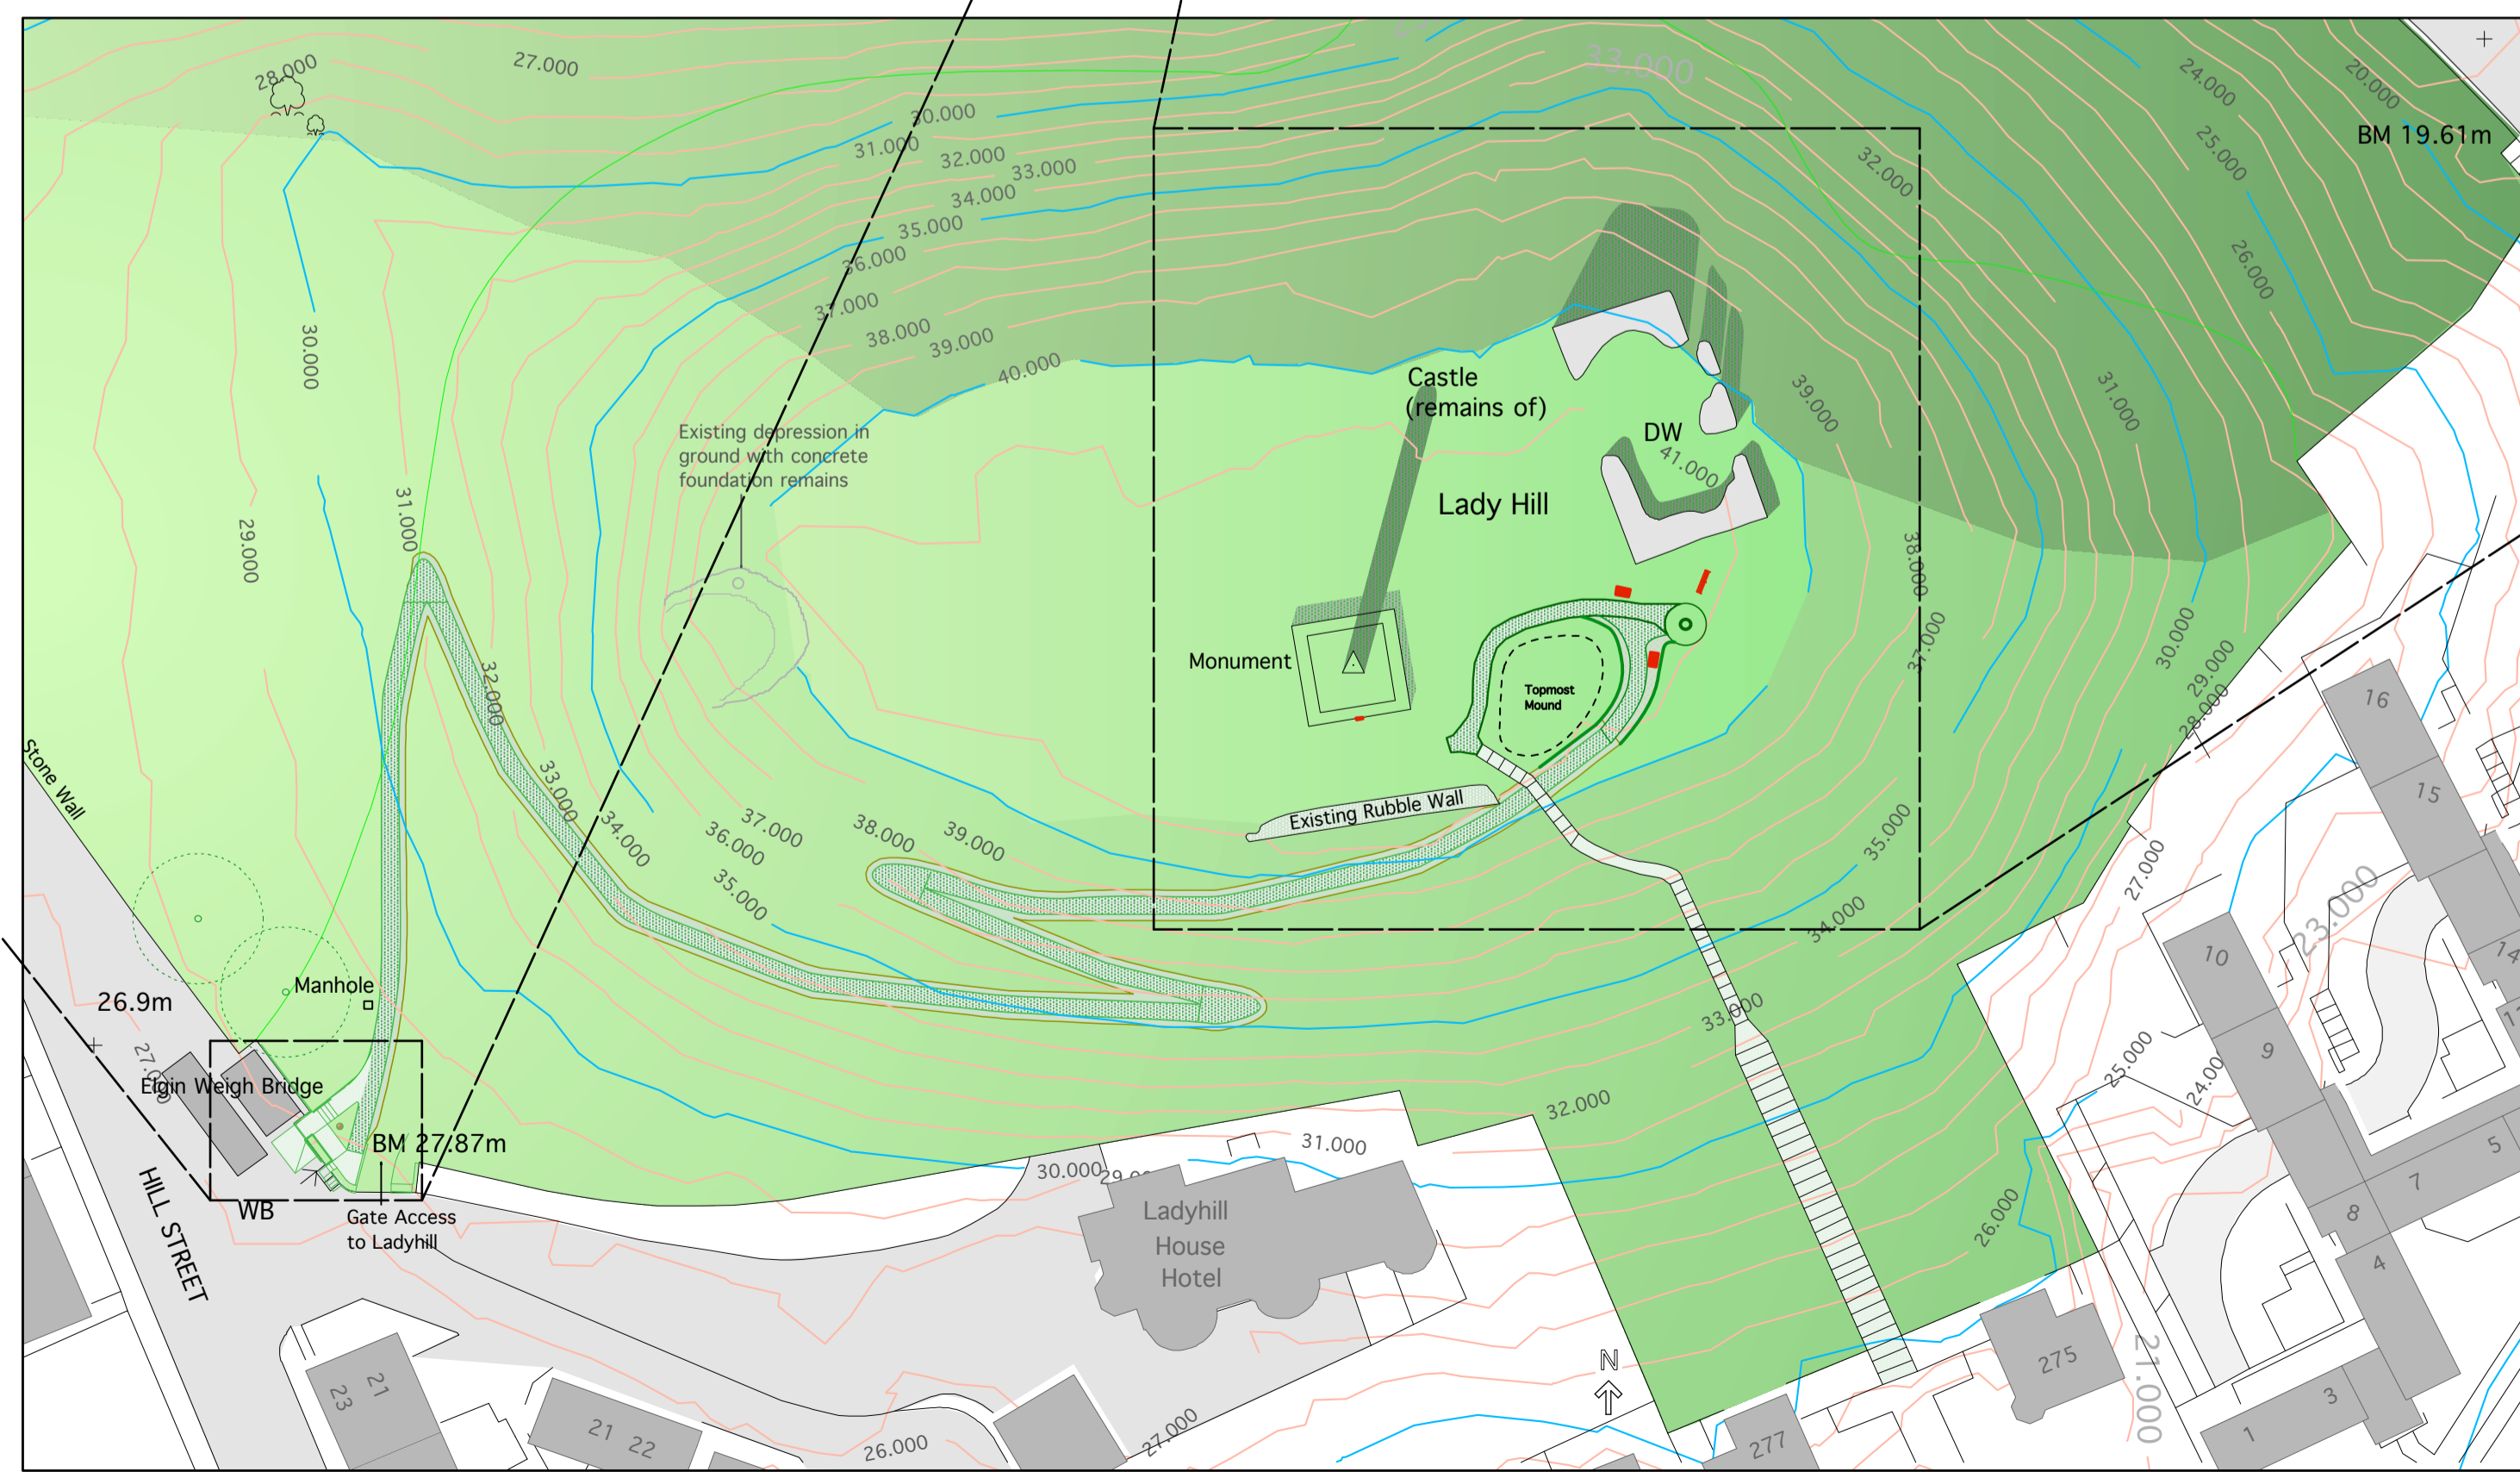 28.000
27.000
33.000
24.000
20.000
BM 19.61m
30.000
31.000
32.000
33.000
34.000
35.000
36.000
37.000
38.000
39.000
40.000
32.000
25.000
26.000
30.000
29.000
31.000
Existing depression in
ground with concrete
foundation remains
Castle
(remains of)
DW
41.000
Lady Hill
39.000
38.000
37.000
31.000
30.000
29.000
28.000
Monument
Topmost
Mound
Existing Rubble Wall
32.000
33.000
34.000
35.000
36.000
37.000
38.000
39.000
35.000
34.000
33.000
32.000
31.000
30.000
Stone Wall
Manhole
26.9m
27.000
Elgin Weigh Bridge
BM 27.87m
WB
Gate Access
to Ladyhill
HILL STREET
Ladyhill
House
Hotel
N
16
15
14
10
9
8
7
5
4
3
1
23.000
27.000
25.000
26.000
21.000
275
277
23
21
21 22
26.000
27.000